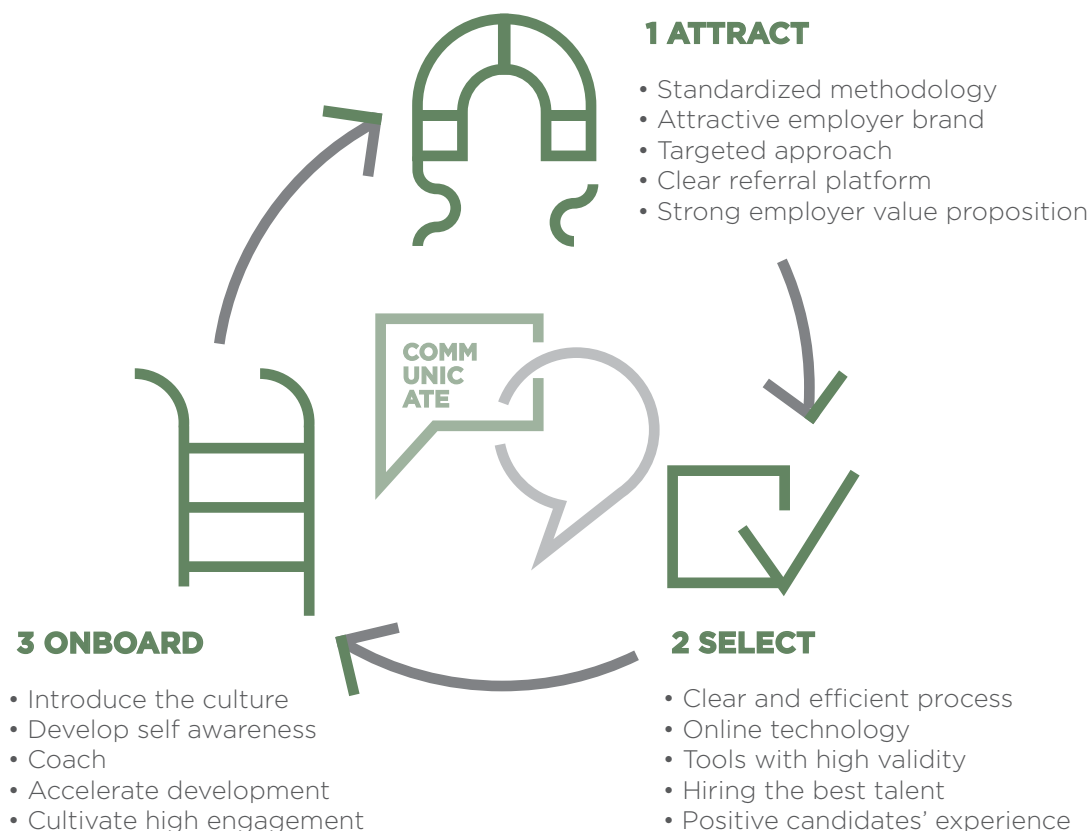 1 ATTRACT
• Standardized methodology
• Attractive employer brand
• Targeted approach
• Clear referral platform
• Strong employer value proposition
COMM
UNIC
ATE
2 SELECT
• Clear and efficient process
• Online technology
• Tools with high validity
• Hiring the best talent
• Positive candidates’ experience
3 ONBOARD
• Introduce the culture
• Develop self awareness
• Coach
• Accelerate development
• Cultivate high engagement